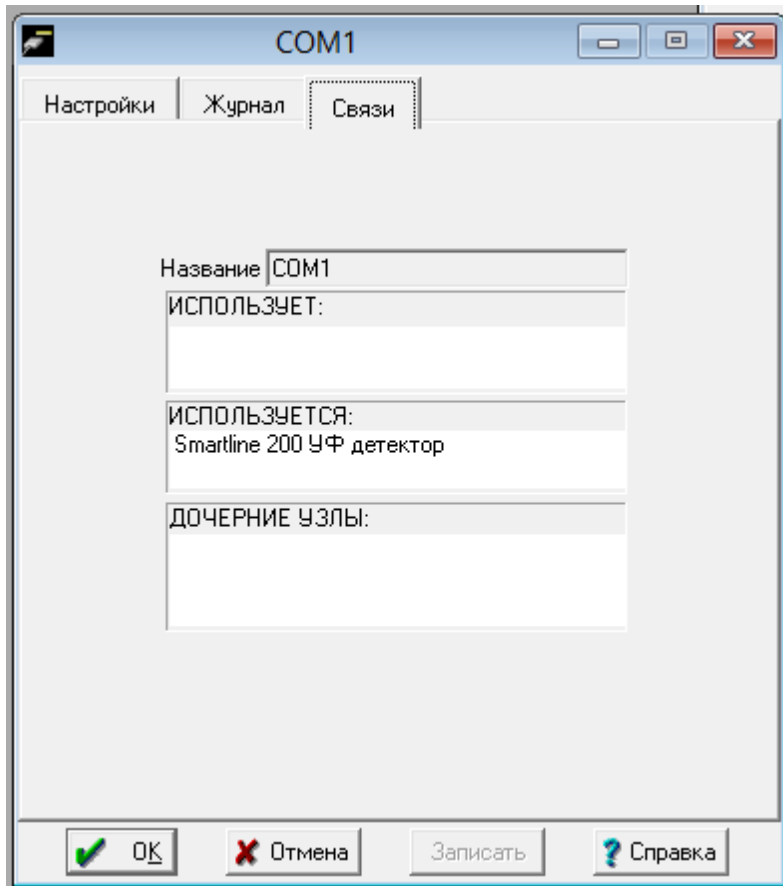 COM1
Настройки Журнал Связи
Название COM1
ИСПОЛЬЗУЕТ:
ИСПОЛЬЗУЕТСЯ:
Smartline 200 УФ детектор
ДОЧЕРНИЕ УЗЛЫ:
OK Отмена Записать Справка